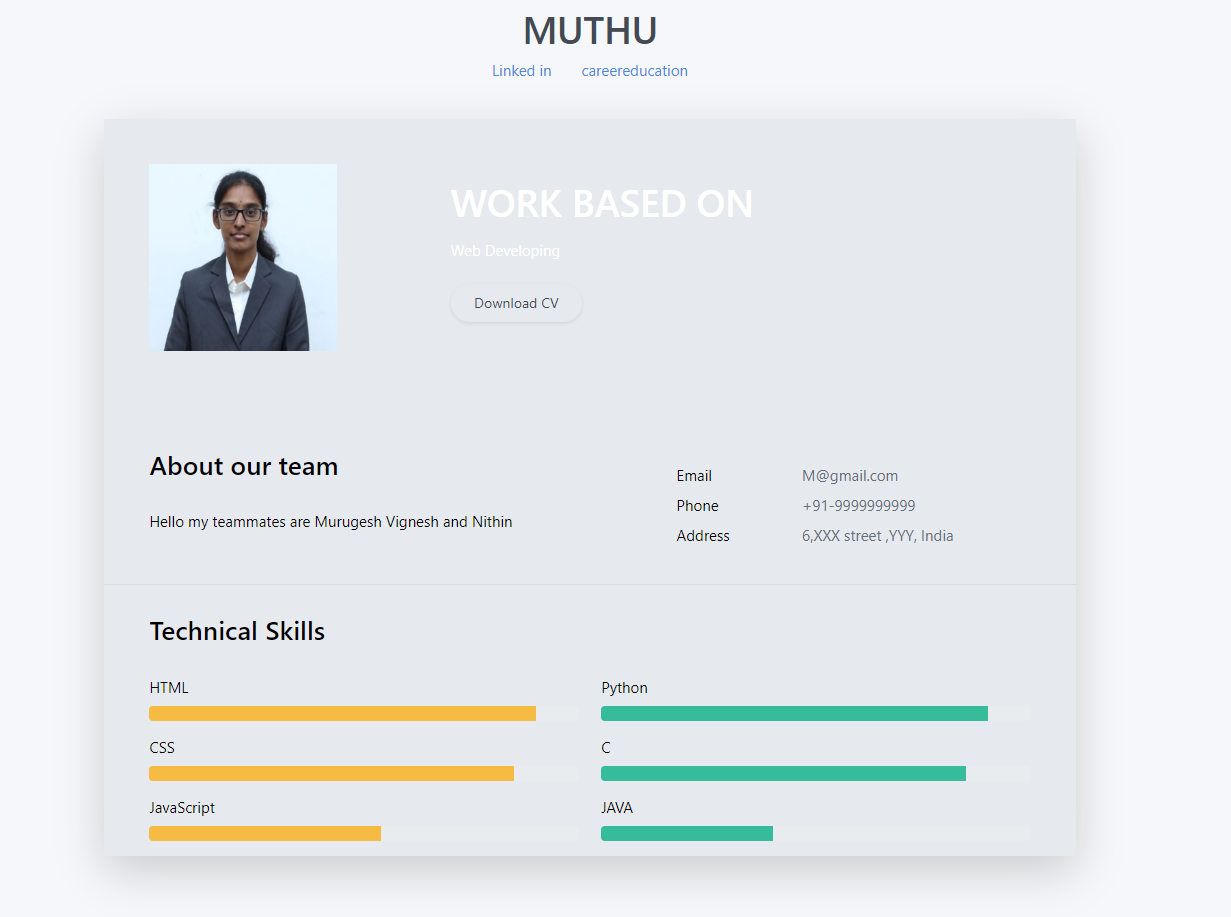 MUTHU
Linked in careereducation
WORK BASED ON
Web Developing
Download CV
About our team
Hello my teammates are Murugesh Vignesh and Nithin
Email M@gmail.com
Phone +91-9999999999
Address 6,XXX street ,YYY, India
Technical Skills
HTML Python
CSS C
JavaScript JAVA